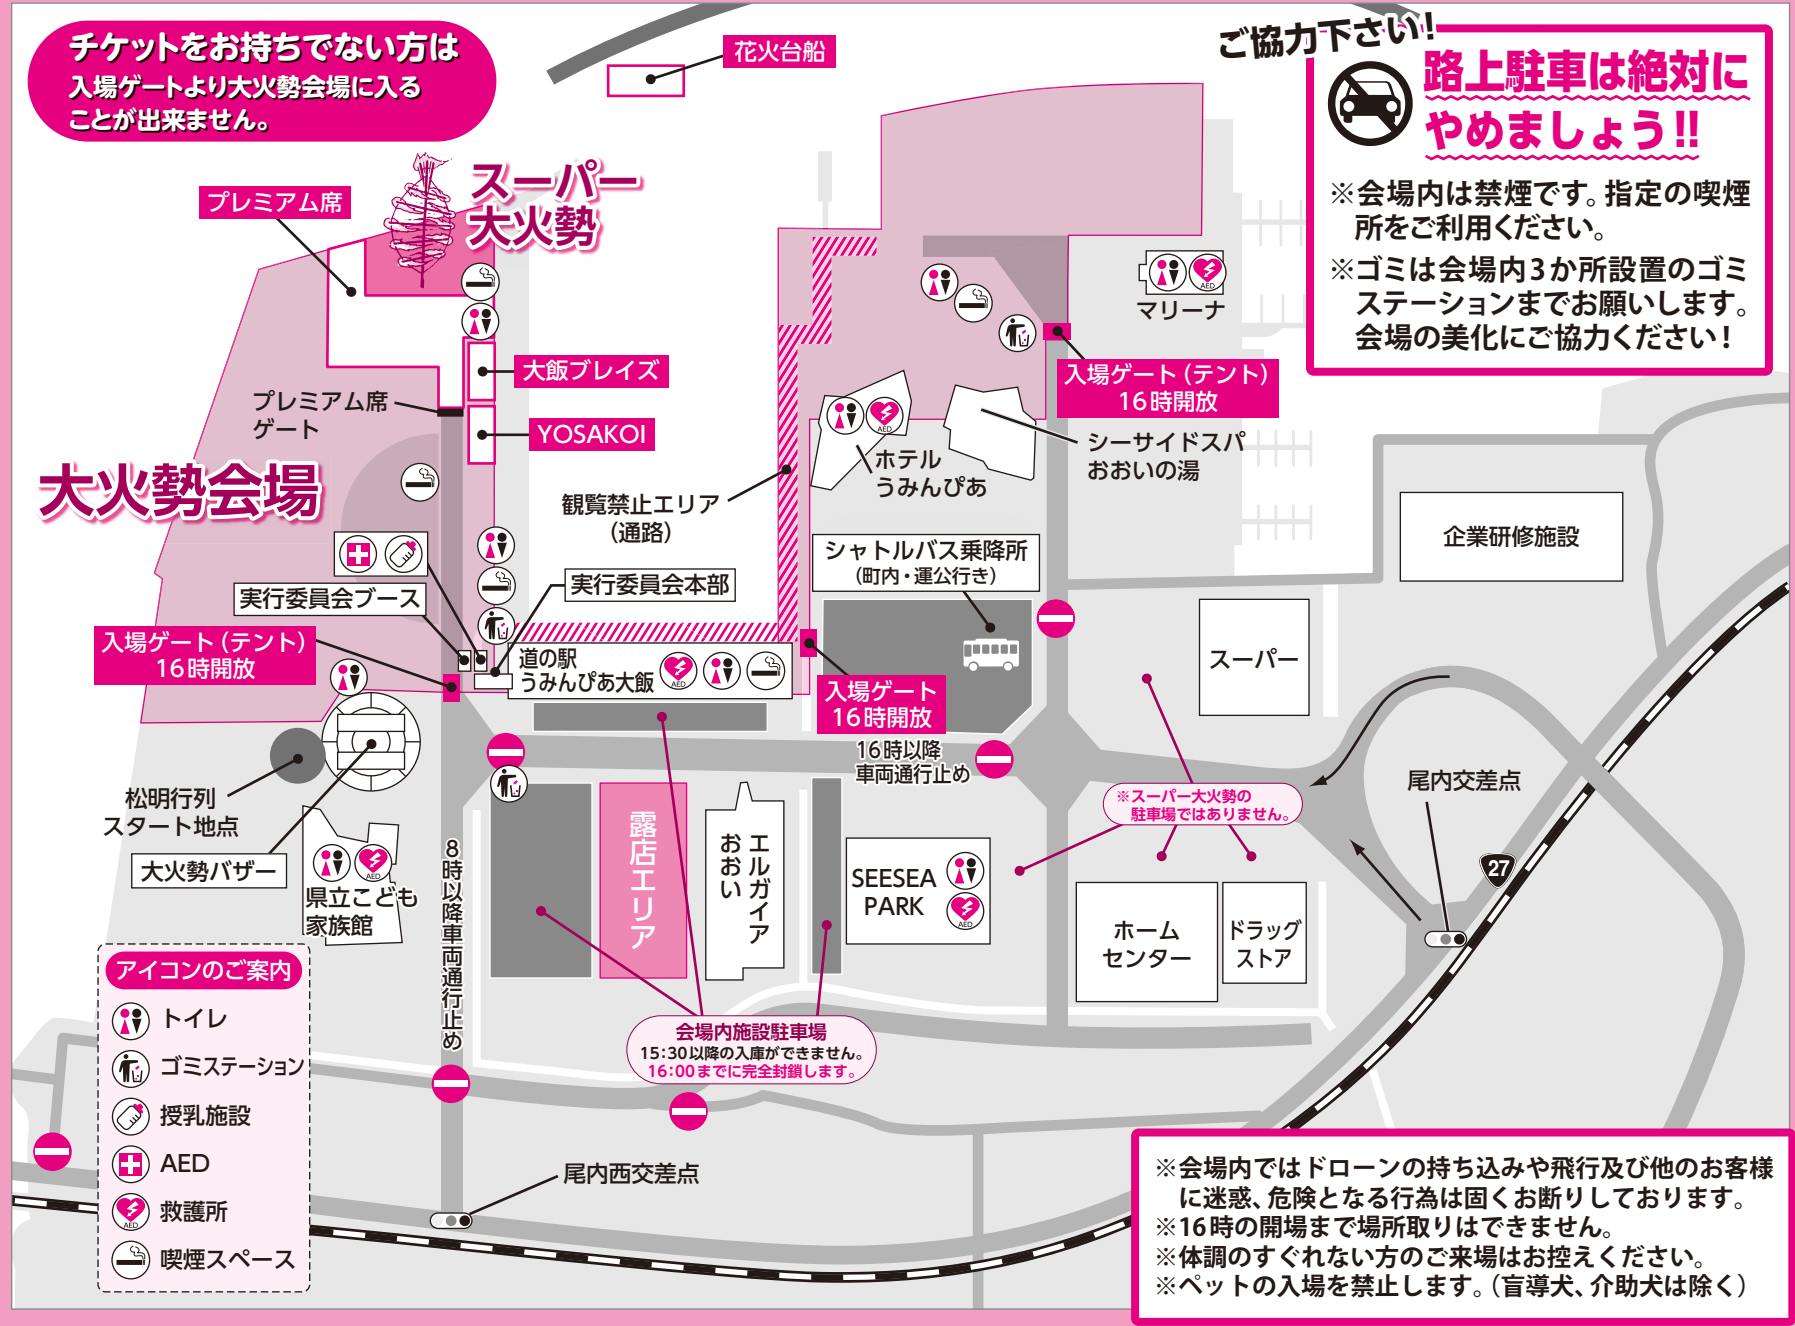 チケットをお持ちでない方は
入場ゲートより大火勢会場に入る
ことが出来ません。
花火台船
ご協力下さい!
路上駐車は絶対に
やめましょう!!
※会場内は禁煙です。指定の喫煙
所をご利用ください。
※ゴミは会場内3か所設置のゴミ
ステーションまでお願いします。
会場の美化にご協力ください!
スーパー
大火勢
プレミアム席
マリーナ
AED
大飯ブレイズ
入場ゲート(テント)
16時開放
プレミアム席
ゲート
YOSAKOI
AED
シーサイドスパ
おおいの湯
ホテル
うみんぴあ
大火勢会場
観覧禁止エリア
(通路)
企業研修施設
シャトルバス乗降所
(町内・運公行き)
実行委員会ブース
実行委員会本部
入場ゲート(テント)
16時開放
道の駅
うみんぴあ大飯
AED
スーパー
入場ゲート
16時開放
16時以降
車両通行止め
松明行列
スタート地点
大火勢バザー
※スーパー大火勢の
駐車場ではありません。
尾内交差点
27
露店エリア
エルガイア
おおい
SEESEA
PARK
AED
県立こども
家族館
AED
8時以降車両通行止め
ホーム
センター
ドラッグ
ストア
会場内施設駐車場
15:30以降の入庫ができません。
16:00までに完全封鎖します。
アイコンのご案内
トイレ
ゴミステーション
授乳施設
AED
救護所
AED
喫煙スペース
尾内西交差点
※会場内ではドローンの持ち込みや飛行及び他のお客様
に迷惑、危険となる行為は固くお断りしております。
※16時の開場まで場所取りはできません。
※体調のすぐれない方のご来場はお控えください。
※ペットの入場を禁止します。(盲導犬、介助犬は除く)